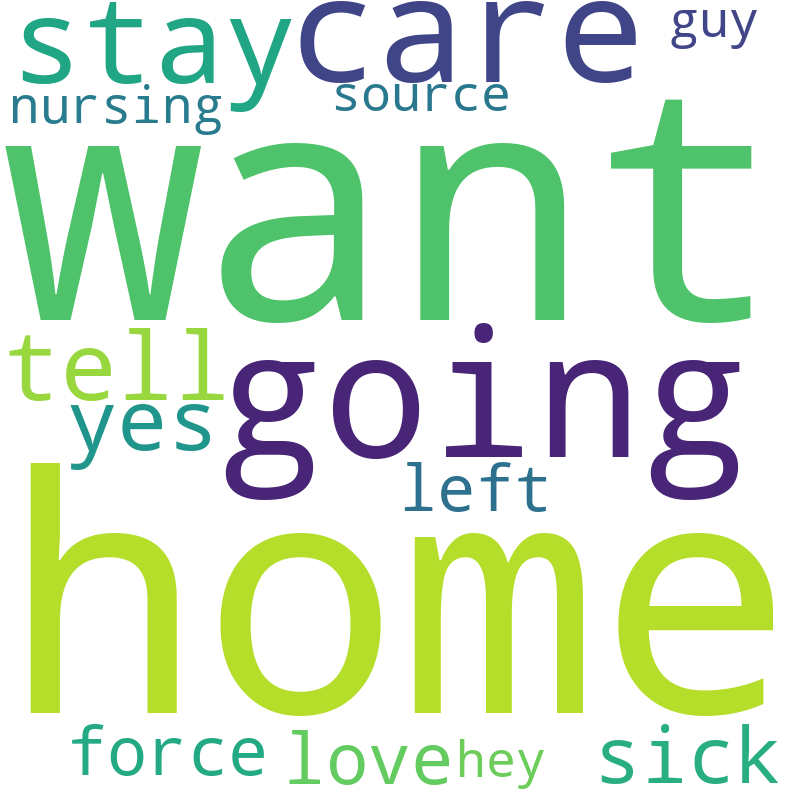 stay care guy
nursing source
want
tell going
yes
left
home
force love hey sick